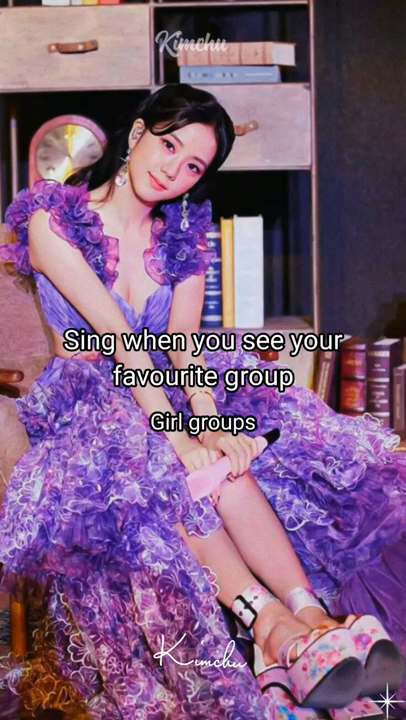 Kimchu
Sing when you see your
favourite group
Girl groups
Kimchu